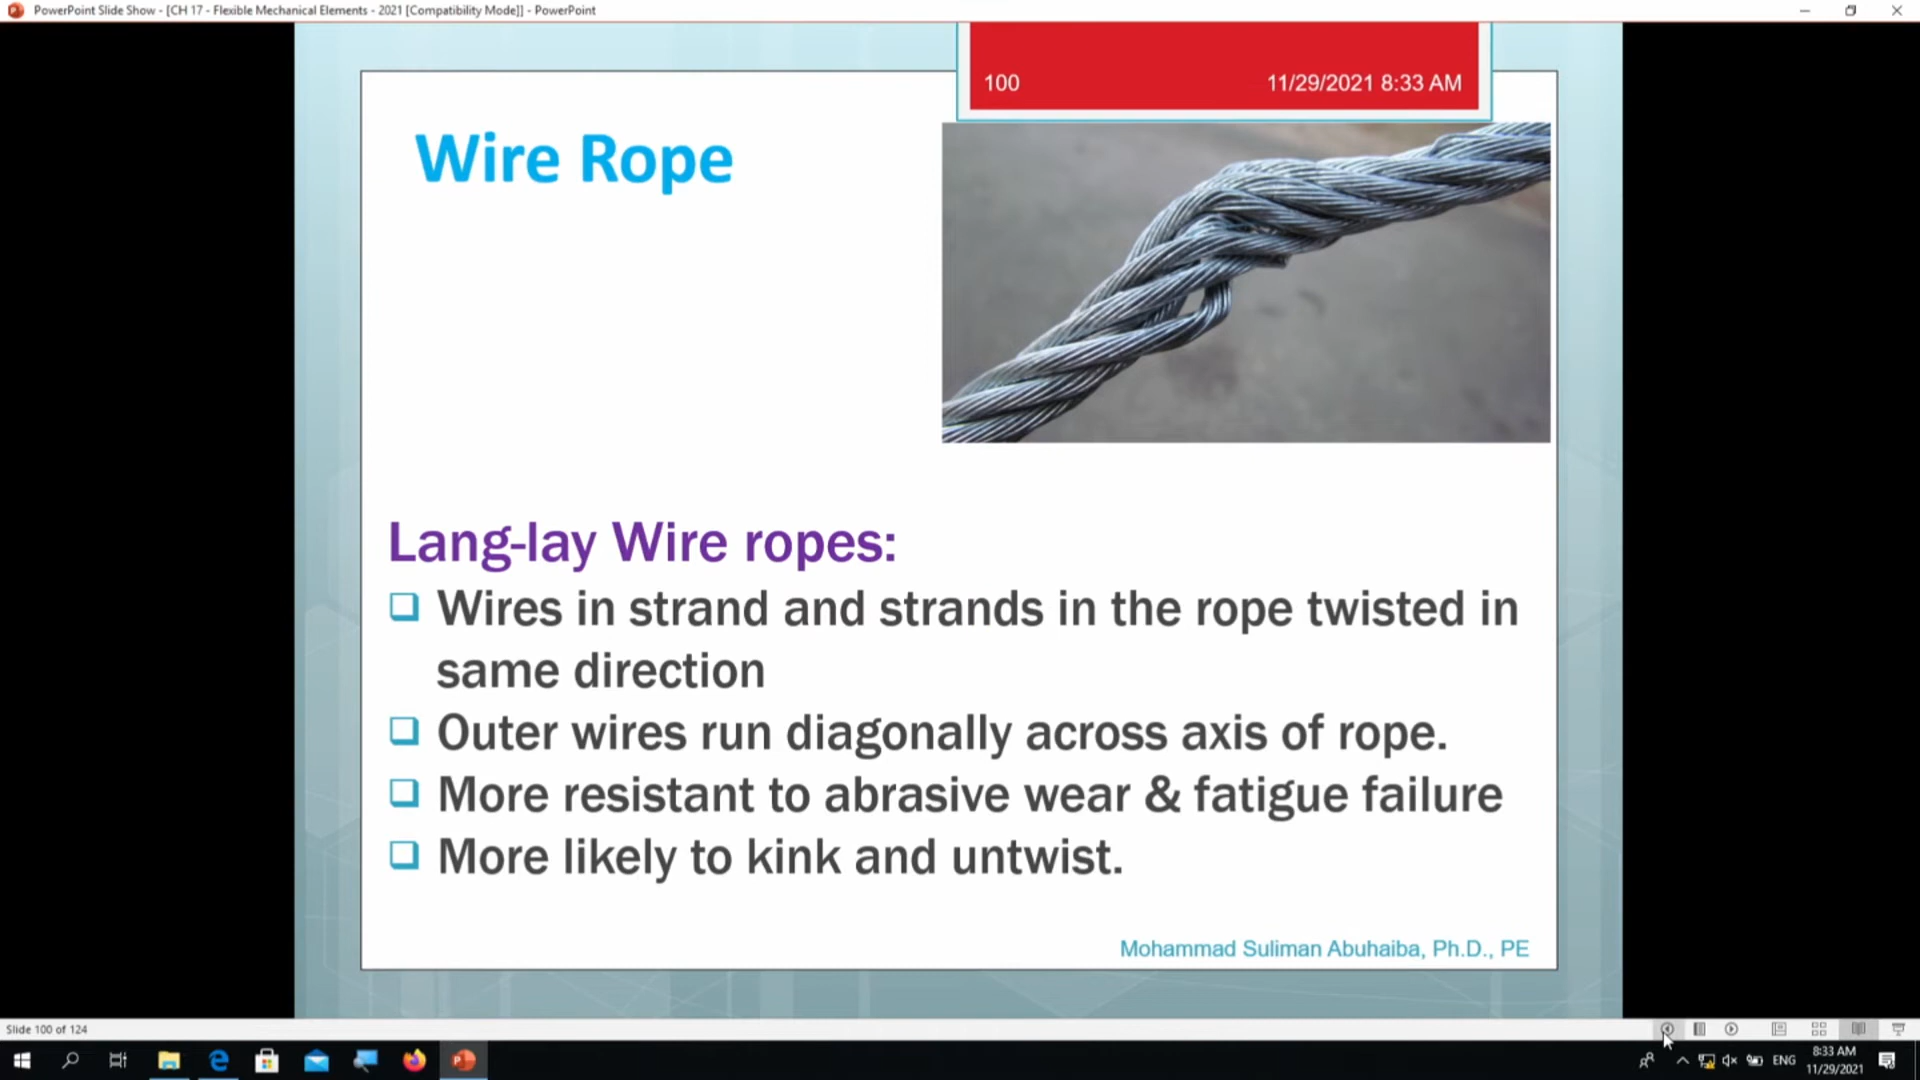 PowerPoint Slide Show - [CH 17 - Flexible Mechanical Elements - 2021 [Compatibility Mode]] - PowerPoint
100 11/29/2021 8:33 AM
Wire Rope
Lang-lay Wire ropes:
Wires in strand and strands in the rope twisted in
same direction
Outer wires run diagonally across axis of rope.
More resistant to abrasive wear & fatigue failure
More likely to kink and untwist.
Mohammad Suliman Abuhaiba, Ph.D., PE
Slide 100 of 124
ENG
8:33 AM
11/29/2021